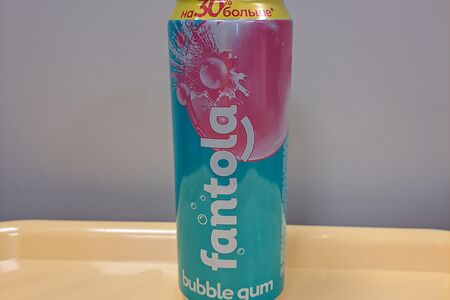 на 30% больше*
fantola
bubble gum